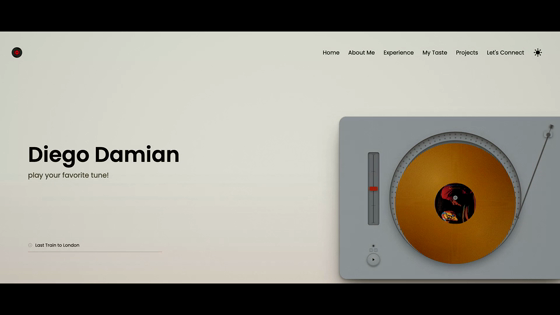 Home About Me Experience My Taste Projects Let's Connect
Diego Damian
play your favorite tune!
Last Train to London